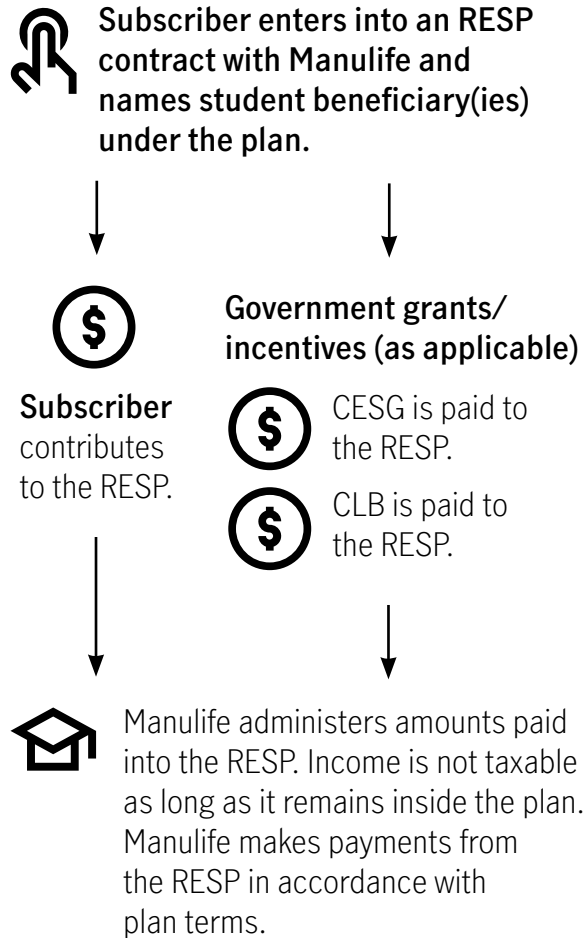 Subscriber enters into an RESP
contract with Manulife and
names student beneficiary(ies)
under the plan.
$
Subscriber
contributes
to the RESP.
Government grants/
incentives (as applicable)
$
CESG is paid to
the RESP.
$
CLB is paid to
the RESP.
Manulife administers amounts paid
into the RESP. Income is not taxable
as long as it remains inside the plan.
Manulife makes payments from
the RESP in accordance with
plan terms.